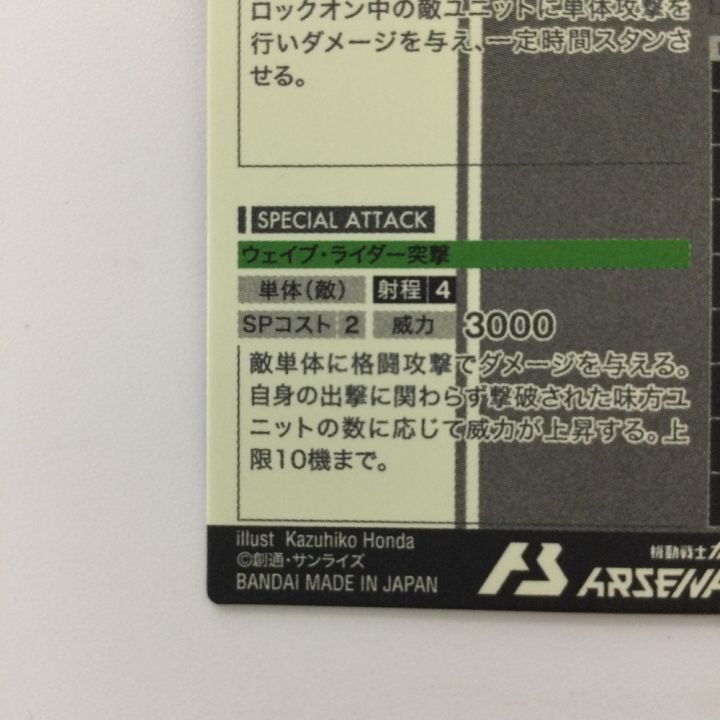 ロックオン中の敵ユニットに単体攻撃を
行いダメージを与え、一定時間スタンさ
せる。
SPECIAL ATTACK
ウェイブ・ライダー突撃
単体(敵) 射程 4
SPコスト 2 威力 3000
敵単体に格闘攻撃でダメージを与える。
自身の出撃に関わらず撃破された味方ユ
ニットの数に応じて威力が上昇する。上
限10機まで。
illust Kazuhiko Honda
©創通・サンライズ
BANDAI MADE IN JAPAN
機動戦士ガ
ARSENA